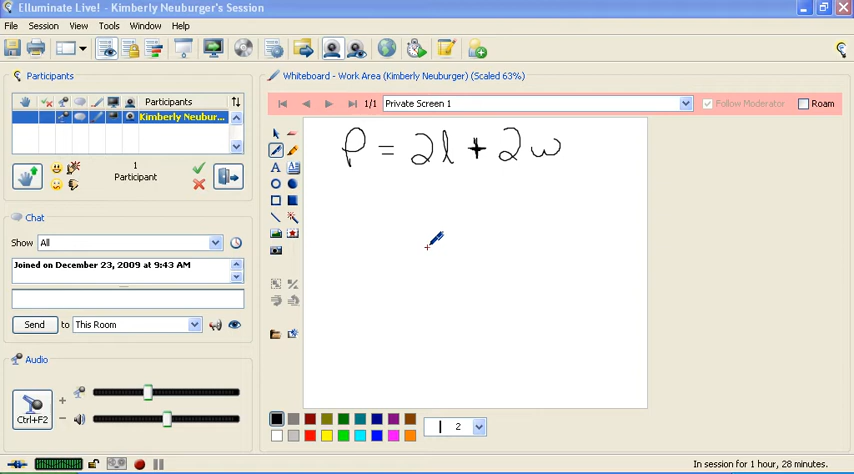 Elluminate Live! - Kimberly Neuburger's Session
File Session View Tools Window Help
Participants
Participants
Kimberly Neubur...
1
Participant
Chat
Show All
Joined on December 23, 2009 at 9:43 AM
Send to This Room
Audio
Ctrl+F2
Whiteboard - Work Area (Kimberly Neuburger) (Scaled 63%)
1/1 Private Screen 1 Follow Moderator Roam
P = 2l + 2w
A
A
2
In session for 1 hour, 28 minutes.